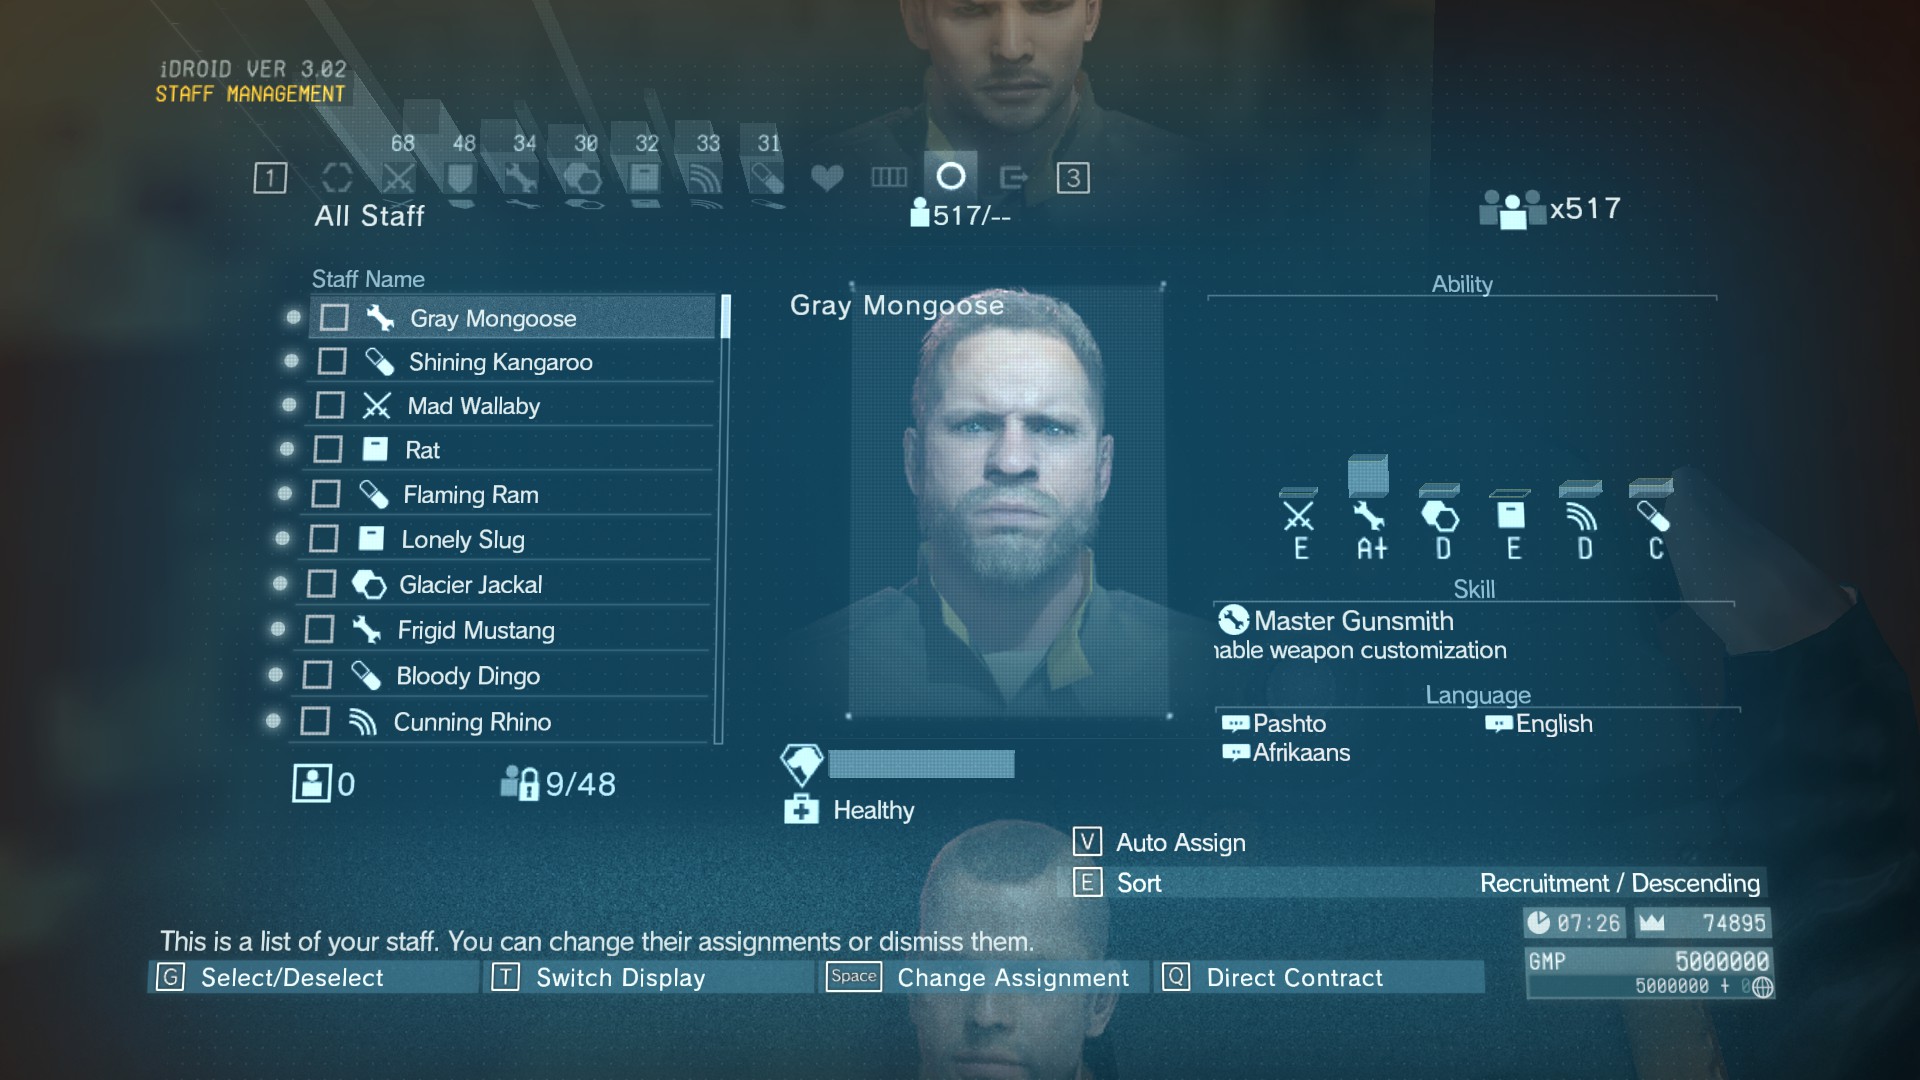 iDROID VER 3.02
STAFF MANAGEMENT
68 48 34 30 32 33 31
1 3
All Staff
517/--
x517
Staff Name
Gray Mongoose
Shining Kangaroo
Mad Wallaby
Rat
Flaming Ram
Lonely Slug
Glacier Jackal
Frigid Mustang
Bloody Dingo
Cunning Rhino
0
9/48
Gray Mongoose
Healthy
Ability
E A+ D E D C
Skill
Master Gunsmith
nable weapon customization
Language
Pashto English
Afrikaans
V Auto Assign
E Sort Recruitment / Descending
07:26 74895
GMP 5000000
5000000 + 0
This is a list of your staff. You can change their assignments or dismiss them.
G Select/Deselect T Switch Display Space Change Assignment Q Direct Contract